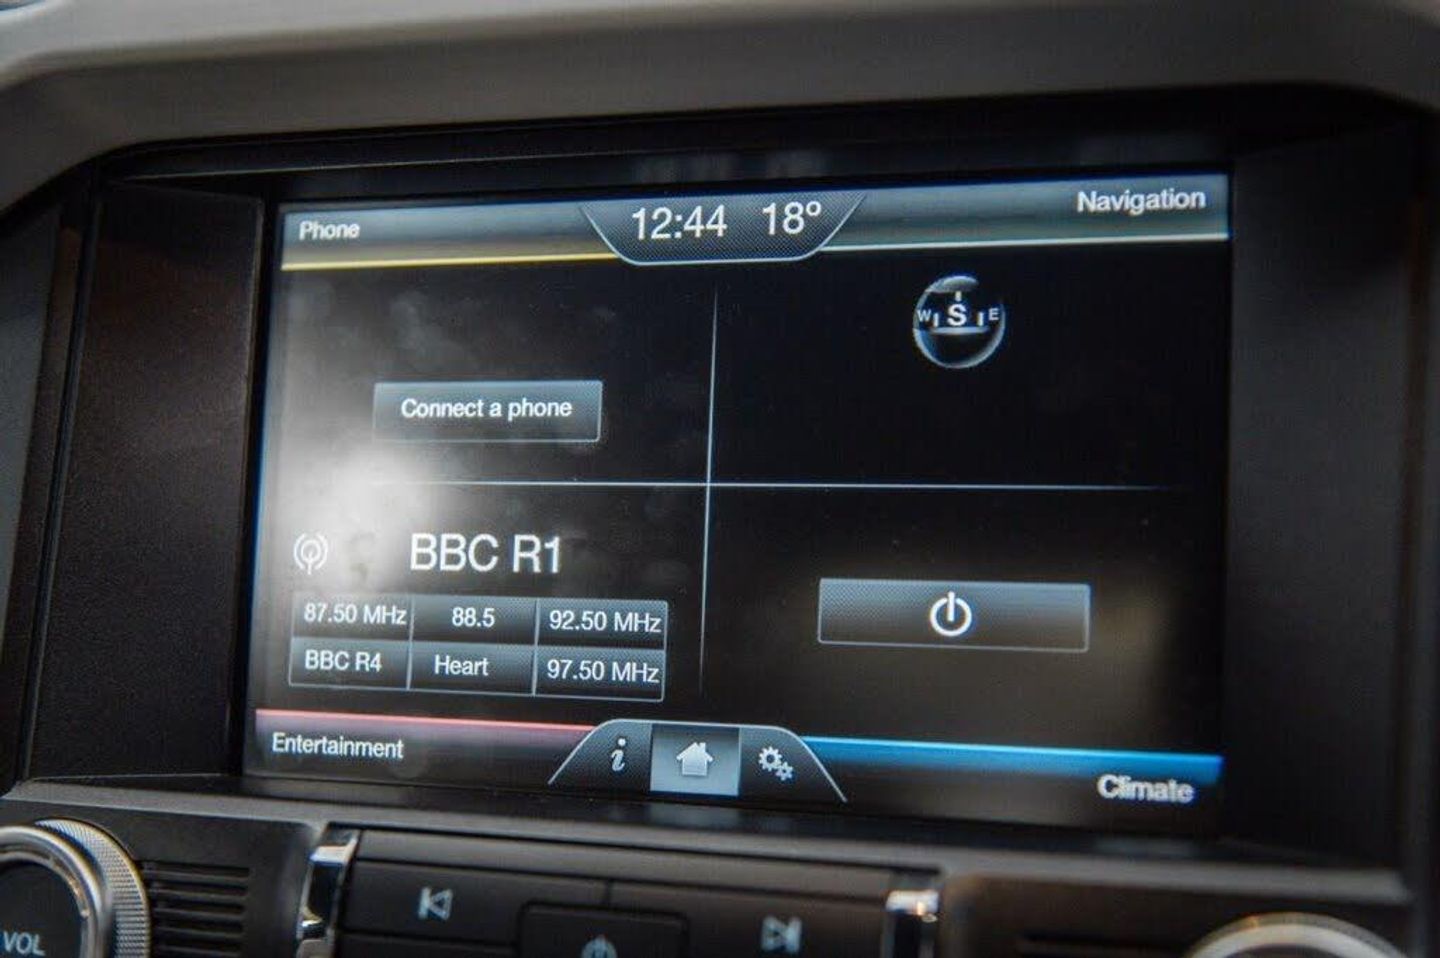 Phone
12:44 18º
Navigation
W S E
Connect a phone
BBC R1
87.50 MHz 88.5 92.50 MHz
BBC R4 Heart 97.50 MHz
Entertainment
i
Climate
VOL